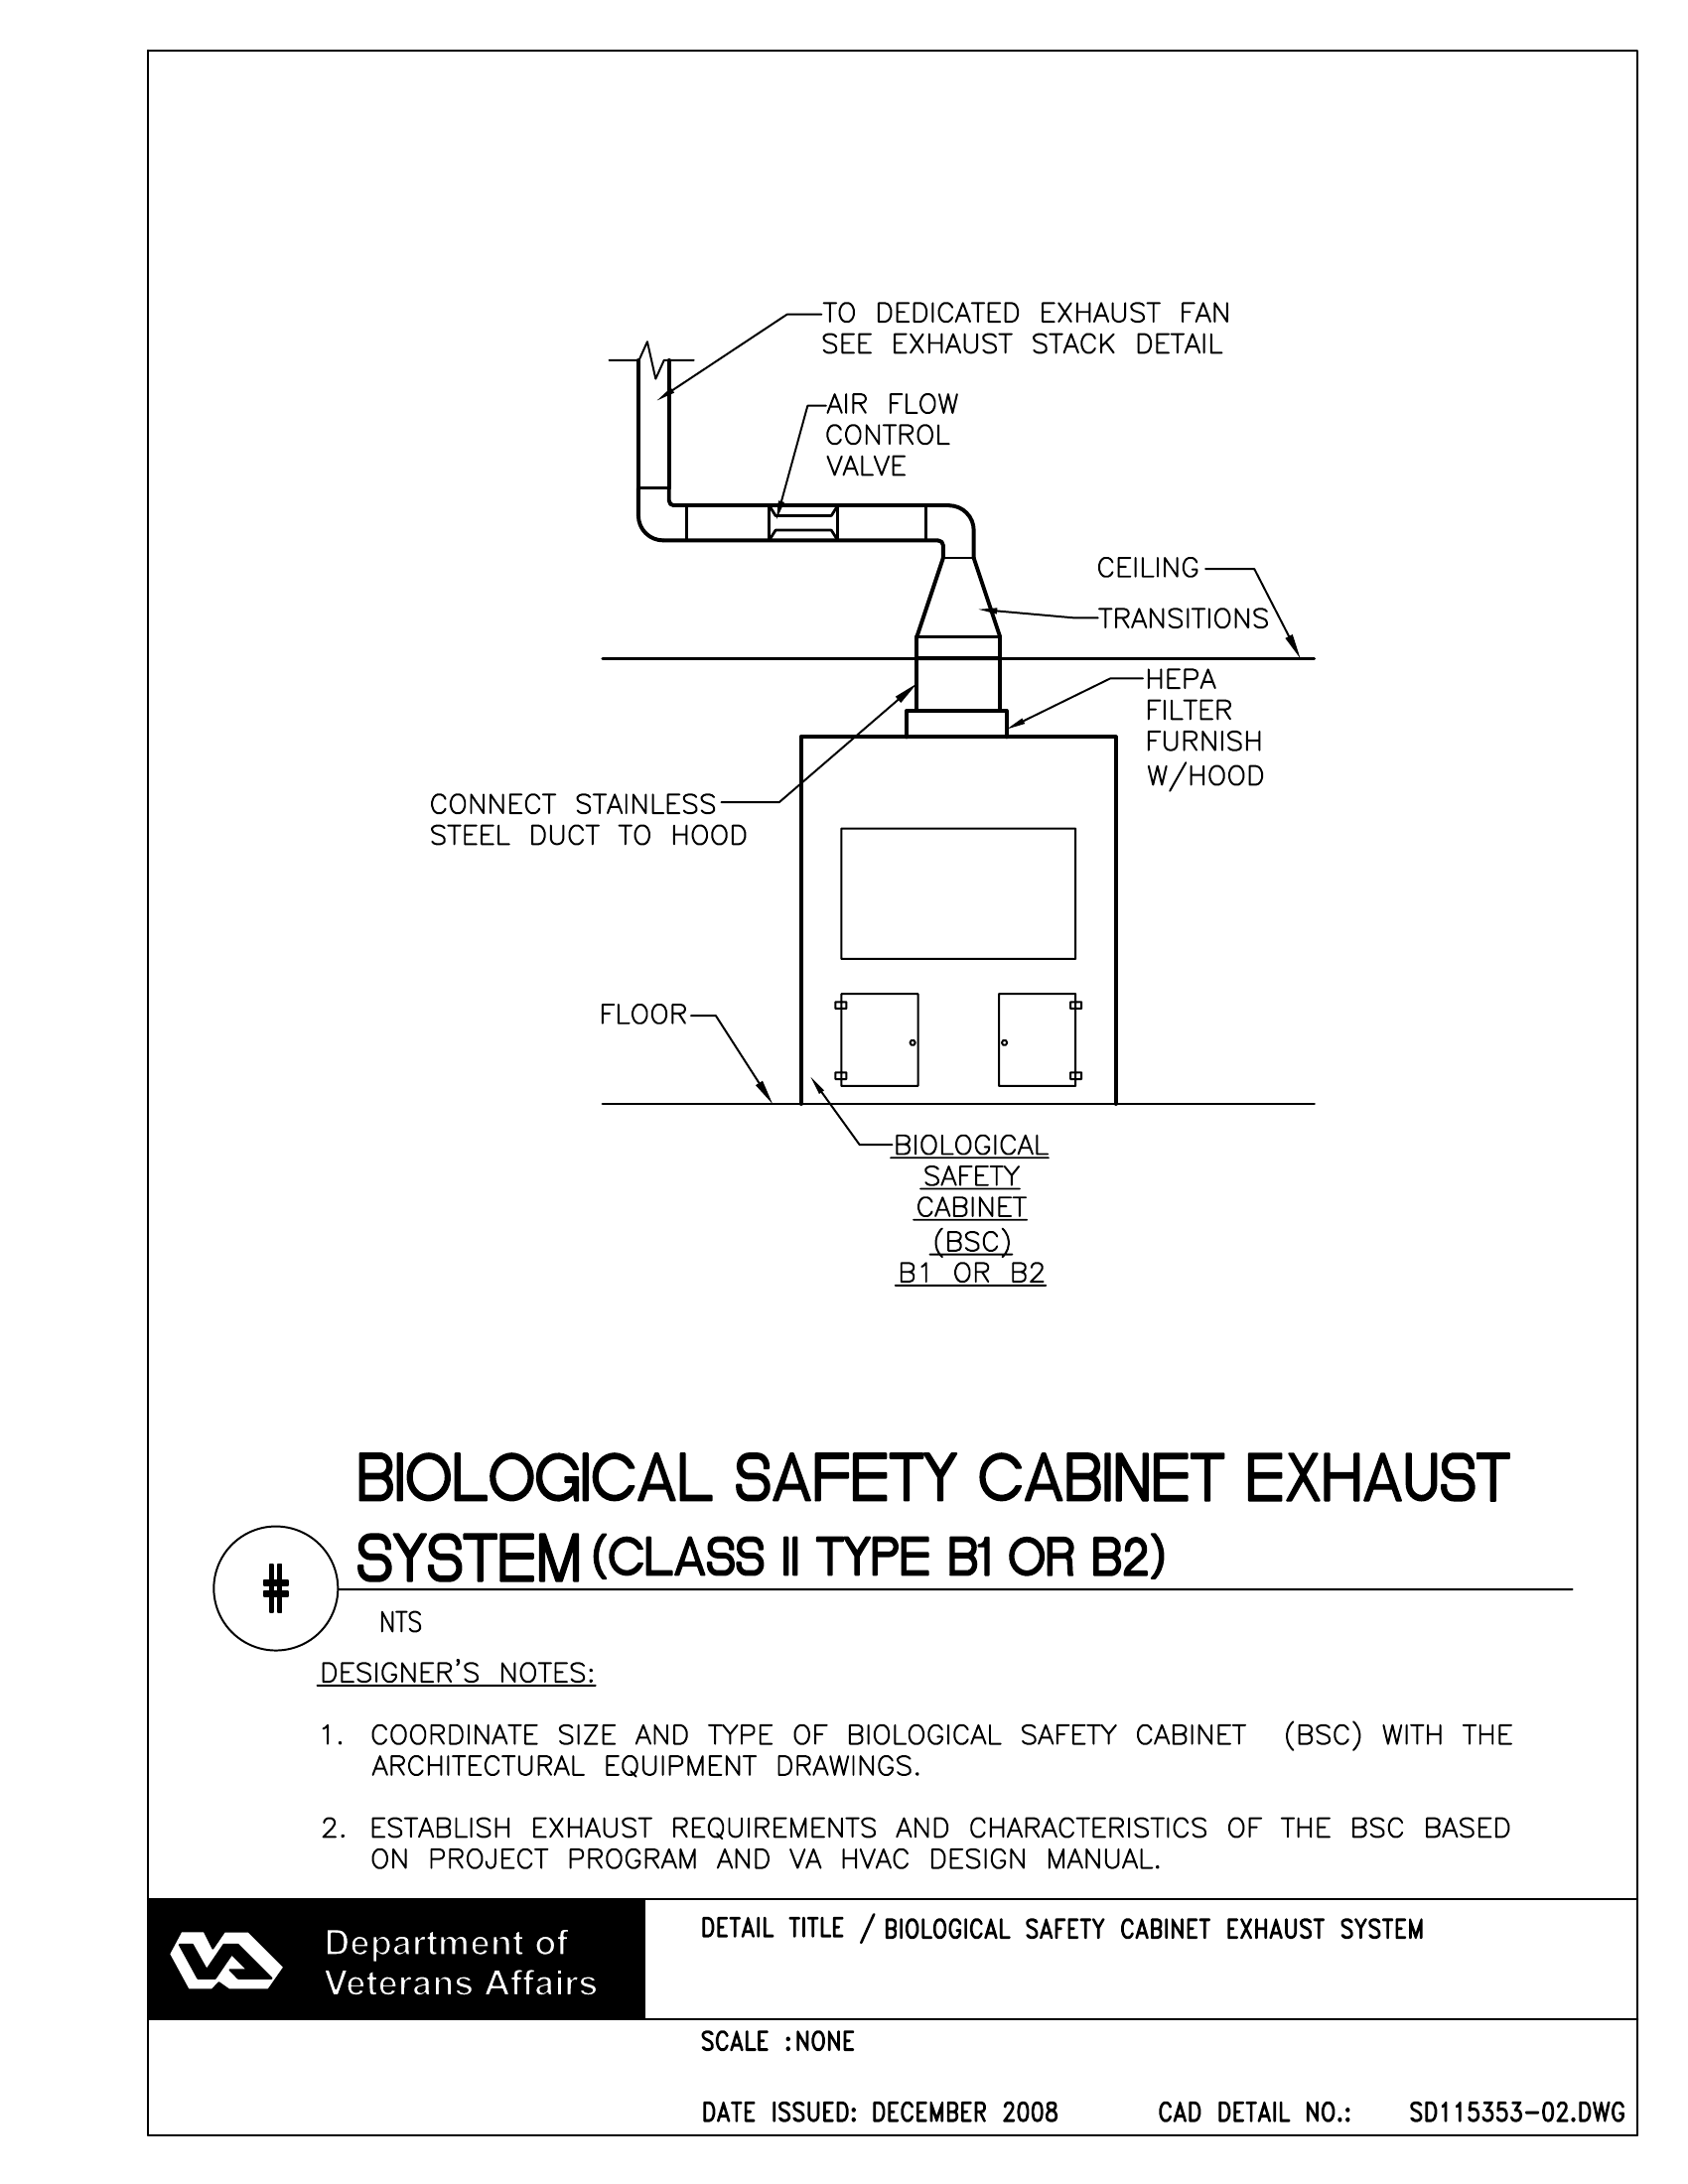 TO DEDICATED EXHAUST FAN
SEE EXHAUST STACK DETAIL
AIR FLOW
CONTROL
VALVE
CEILING
TRANSITIONS
HEPA
FILTER
FURNISH
W/HOOD
CONNECT STAINLESS
STEEL DUCT TO HOOD
FLOOR
BIOLOGICAL
SAFETY
CABINET
(BSC)
B1 OR B2
BIOLOGICAL SAFETY CABINET EXHAUST
SYSTEM (CLASS II TYPE B1 OR B2)
#
NTS
DESIGNER'S NOTES:
1. COORDINATE SIZE AND TYPE OF BIOLOGICAL SAFETY CABINET (BSC) WITH THE
ARCHITECTURAL EQUIPMENT DRAWINGS.
2. ESTABLISH EXHAUST REQUIREMENTS AND CHARACTERISTICS OF THE BSC BASED
ON PROJECT PROGRAM AND VA HVAC DESIGN MANUAL.
Department of
Veterans Affairs
DETAIL TITLE / BIOLOGICAL SAFETY CABINET EXHAUST SYSTEM
SCALE :NONE
DATE ISSUED: DECEMBER 2008 CAD DETAIL NO.: SD115353-02.DWG